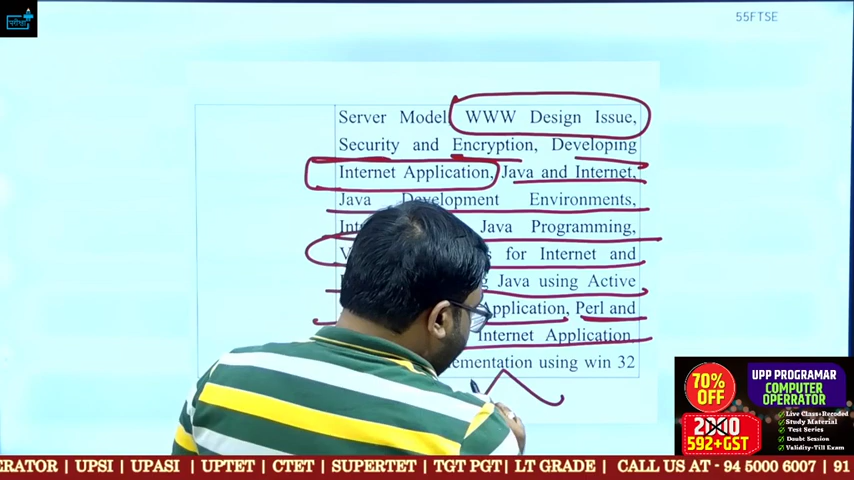 परीक्षा
55FTSE
Server Model, WWW Design Issue,
Security and Encryption, Developing
Internet Application, Java and Internet,
Java Development Environments,
Java Programming,
for Internet and
Java using Active
Application, Perl and
Internet Application,
using win 32
70%
OFF
UPP PROGRAMAR
COMPUTER
OPERRATOR
592+GST
Live Class+Recoded
Study Material
Test Series
Doubt Session
Validity-Till Exam
ERATOR | UPSI | UPASI | UPTET | CTET | SUPERTET | TGT PGT| LT GRADE | CALL US AT - 94 5000 6007 | 91